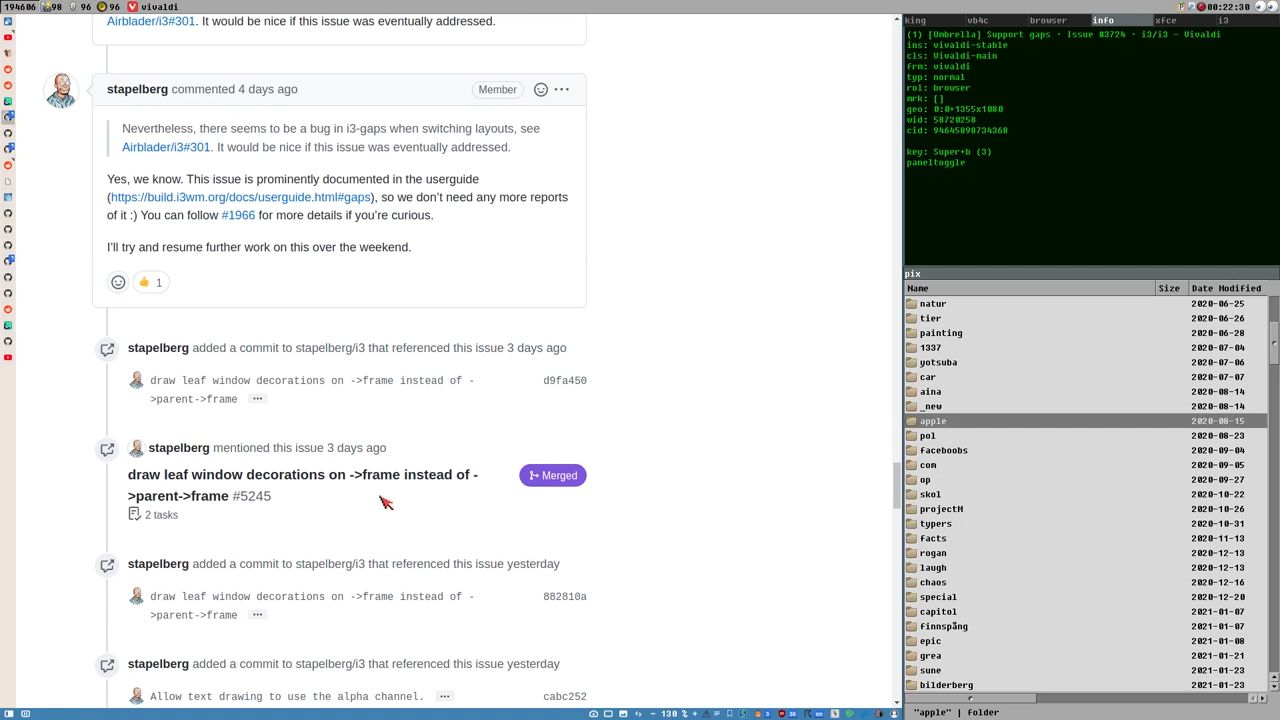 194606 98 96 96 vivaldi
00:22:30
Airblader/i3#301. It would be nice if this issue was eventually addressed.
stapelberg commented 4 days ago
Member
Nevertheless, there seems to be a bug in i3-gaps when switching layouts, see
Airblader/i3#301. It would be nice if this issue was eventually addressed.
Yes, we know. This issue is prominently documented in the userguide
(https://build.i3wm.org/docs/userguide.html#gaps), so we don’t need any more reports
of it :) You can follow #1966 for more details if you’re curious.
I’ll try and resume further work on this over the weekend.
👍 1
stapelberg added a commit to stapelberg/i3 that referenced this issue 3 days ago
draw leaf window decorations on ->frame instead of - d9fa450
>parent->frame ···
stapelberg mentioned this issue 3 days ago
draw leaf window decorations on ->frame instead of - Merged
>parent->frame #5245
2 tasks
stapelberg added a commit to stapelberg/i3 that referenced this issue yesterday
draw leaf window decorations on ->frame instead of - 882810a
>parent->frame ···
stapelberg added a commit to stapelberg/i3 that referenced this issue yesterday
Allow text drawing to use the alpha channel. ··· cabc252
130 %
king vb4c browser info xfce i3
(1) [Umbrella] Support gaps · Issue #3724 · i3/i3 - Vivaldi
ins: vivaldi-stable
cls: Vivaldi-main
frm: vivaldi
typ: normal
rol: browser
mrk: []
geo: 0:0+1355x1080
wid: 58720258
cid: 94645898734368
key: Super+b (3)
paneltoggle
pix
Name Size Date Modified
natur 2020-06-25
tier 2020-06-26
painting 2020-06-28
1337 2020-07-04
yotsuba 2020-07-06
car 2020-07-07
aina 2020-08-14
_new 2020-08-14
apple 2020-08-15
pol 2020-08-23
faceboobs 2020-09-04
com 2020-09-05
op 2020-09-27
skol 2020-10-22
projectM 2020-10-26
typers 2020-10-31
facts 2020-11-13
rogan 2020-12-13
laugh 2020-12-13
chaos 2020-12-16
special 2020-12-20
capitol 2021-01-07
finnspång 2021-01-07
epic 2021-01-08
grea 2021-01-23
sune 2021-01-23
bilderberg 2021-01-23
"apple" | folder